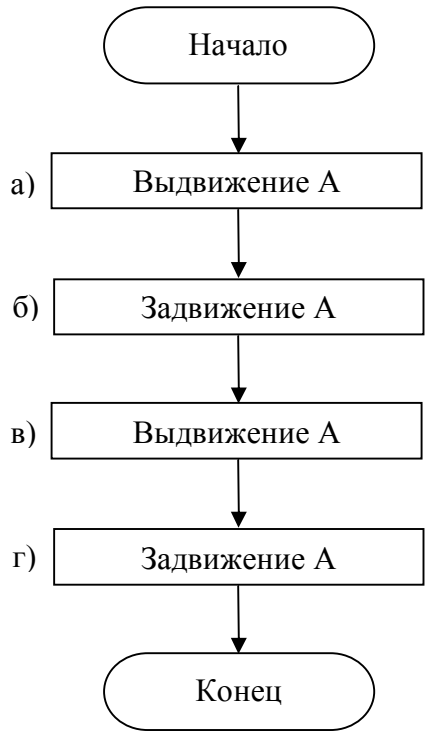 Начало
а) Выдвижение А
б) Задвижение А
в) Выдвижение А
г) Задвижение А
Конец